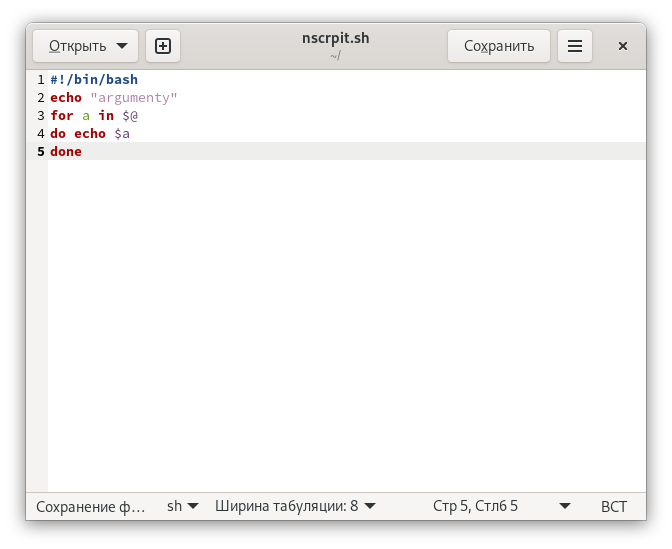 Открыть
nscrpit.sh
~/
Сохранить
1 #!/bin/bash
2 echo "argumenty"
3 for a in $@
4 do echo $a
5 done
Сохранение ф… sh Ширина табуляции: 8 Стр 5, Стлб 5 ВСТ